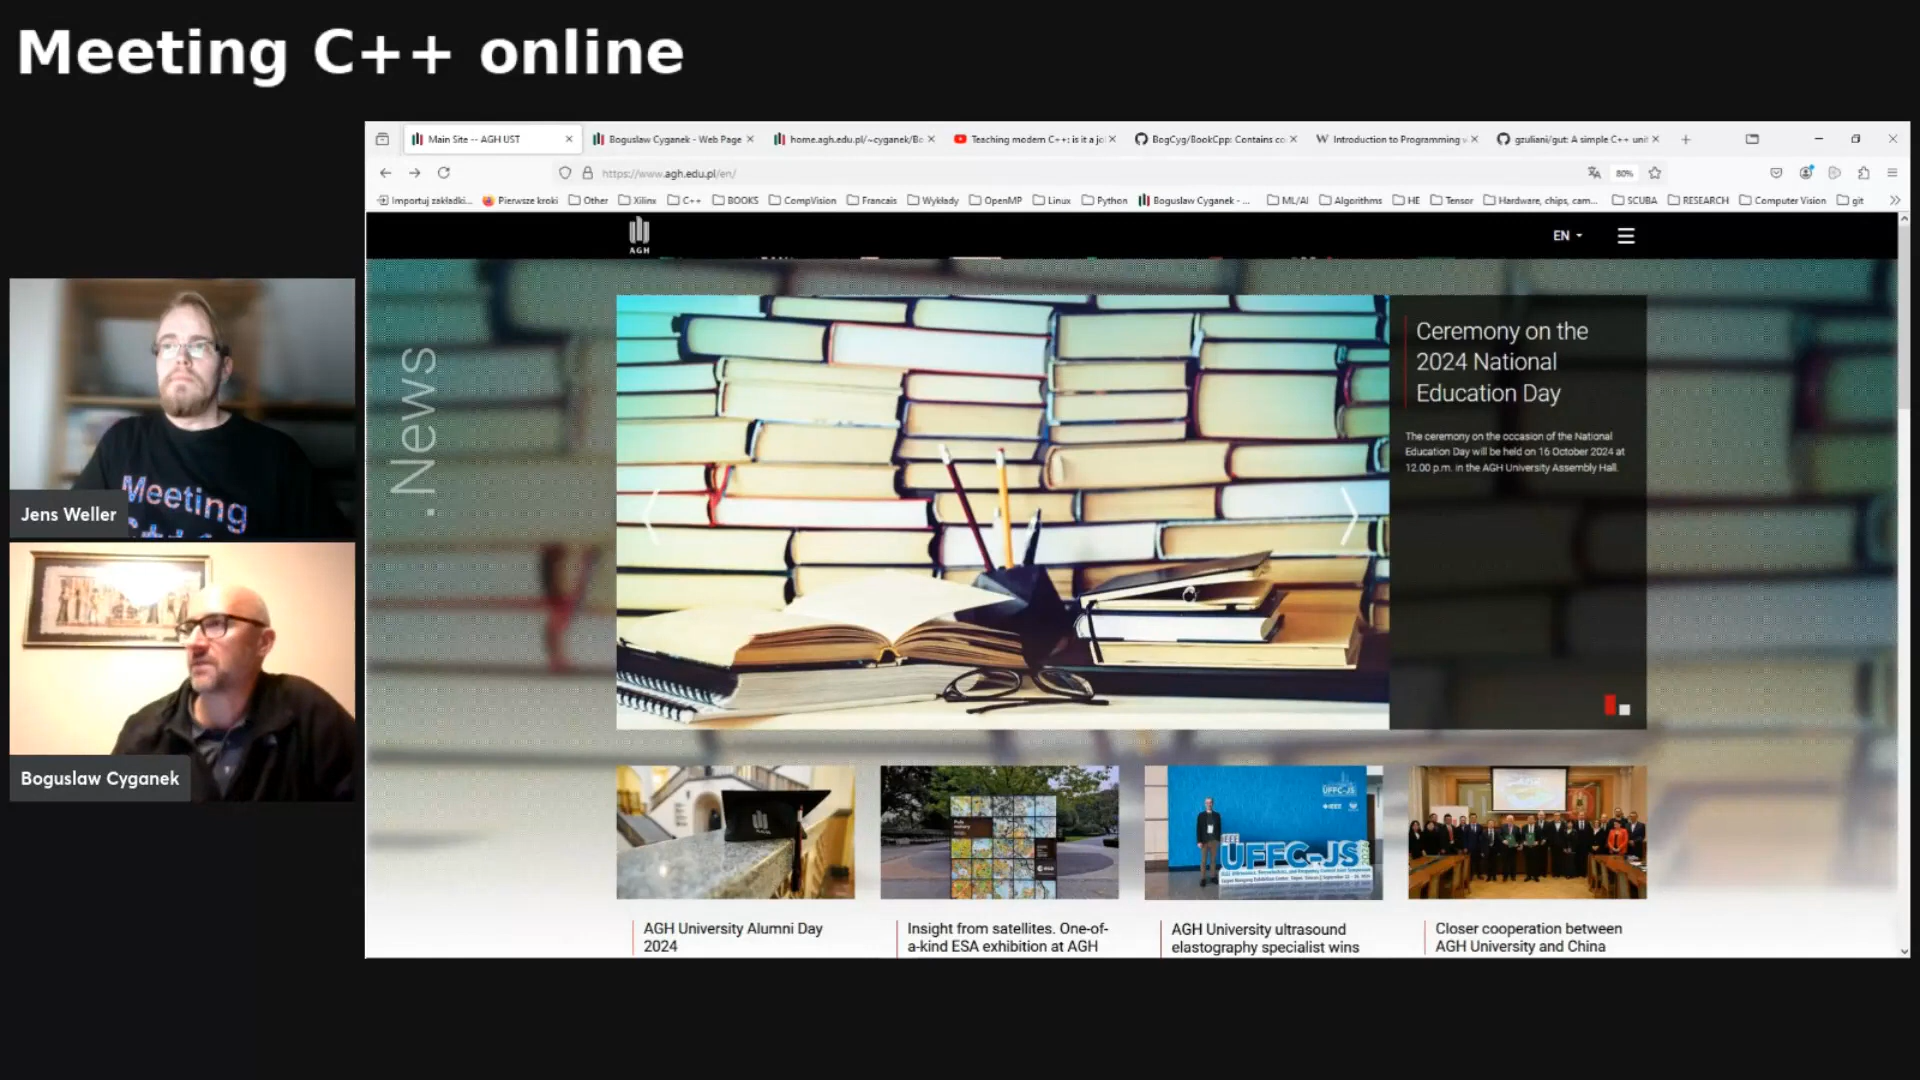 Meeting C++ online
Main Site -- AGH UST
Boguslaw Cyganek - Web Page
home.agh.edu.pl/~cyganek/Bo
Teaching modern C++: is it a jo
BogCyg/BookCpp: Contains co
Introduction to Programming
gzuliani/gut: A simple C++ uni
https://www.agh.edu.pl/en/
80%
Importuj zakładki...
Pierwsze kroki
Other
Xilinx
C++
BOOKS
CompVision
Francais
Wykłady
OpenMP
Linux
Python
Boguslaw Cyganek - ...
ML/AI
Algorithms
HE
Tensor
Hardware, chips, cam...
SCUBA
RESEARCH
Computer Vision
git
AGH
EN
.News
Ceremony on the
2024 National
Education Day
The ceremony on the occasion of the National
Education Day will be held on 16 October 2024 at
12.00 p.m. in the AGH University Assembly Hall.
Meeting
Jens Weller
Boguslaw Cyganek
UFFC-JS
IEEE
UFFC-JS
AGH University Alumni Day
2024
Insight from satellites. One-of-
a-kind ESA exhibition at AGH
AGH University ultrasound
elastography specialist wins
Closer cooperation between
AGH University and China